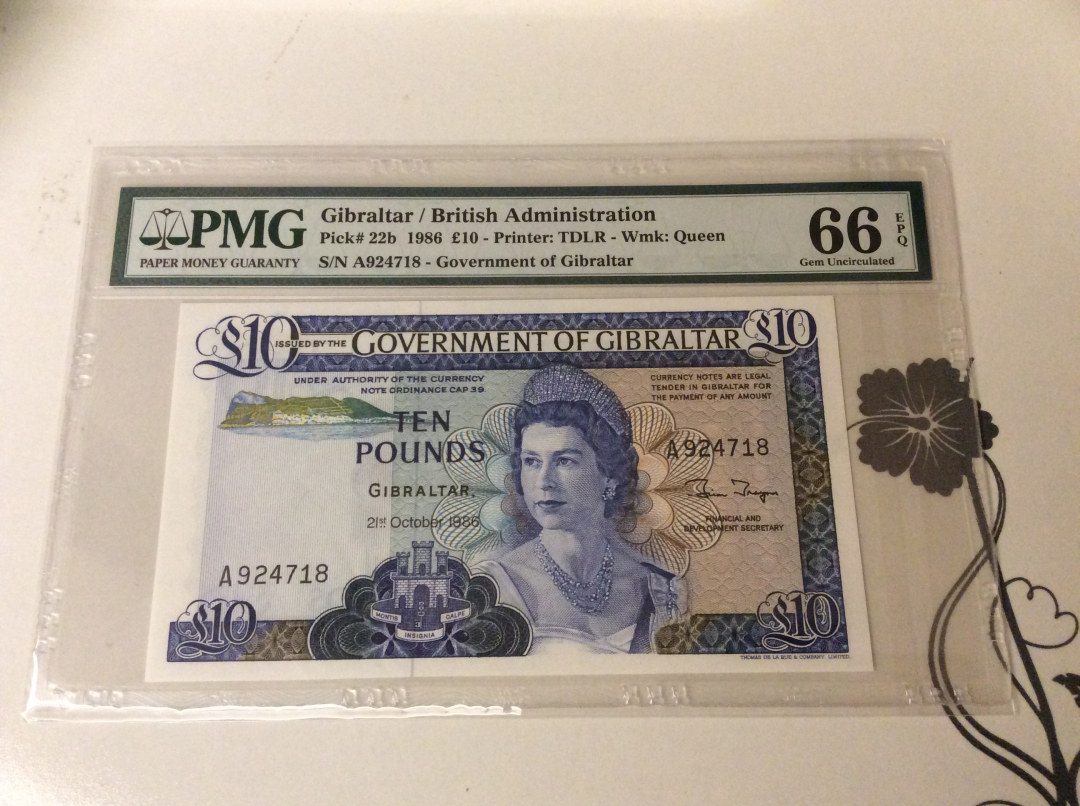 PMG
PAPER MONEY GUARANTY
Gibraltar / British Administration
Pick# 22b 1986 £10 - Printer: TDLR - Wmk: Queen
S/N A924718 - Government of Gibraltar
66
EPQ
Gem Uncirculated
£10
ISSUED BY THE GOVERNMENT OF GIBRALTAR
£10
UNDER AUTHORITY OF THE CURRENCY
NOTE ORDINANCE CAP 39.
CURRENCY NOTES ARE LEGAL
TENDER IN GIBRALTAR FOR
THE PAYMENT OF ANY AMOUNT
TEN
POUNDS
A924718
GIBRALTAR,
21st October 1986
FINANCIAL AND
DEVELOPMENT SECRETARY
A924718
£10
MONTIS
INSIGNIA
CALPE
£10
THOMAS DE LA RUE & COMPANY LIMITED